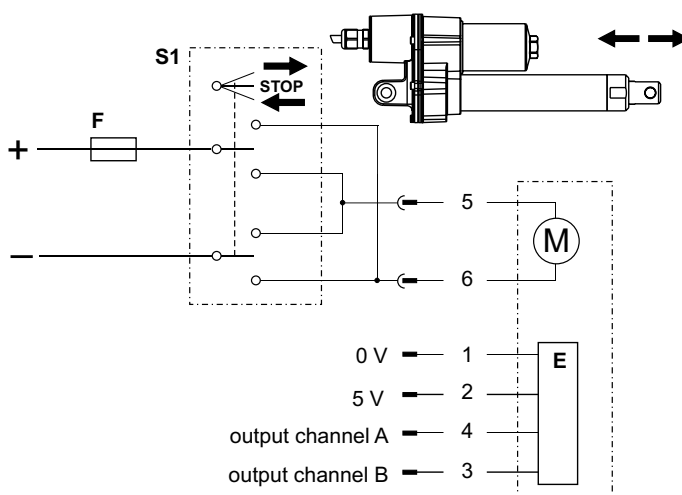 S1
STOP
F
+
–
5
M
6
0 V 1 E
5 V 2
output channel A 4
output channel B 3